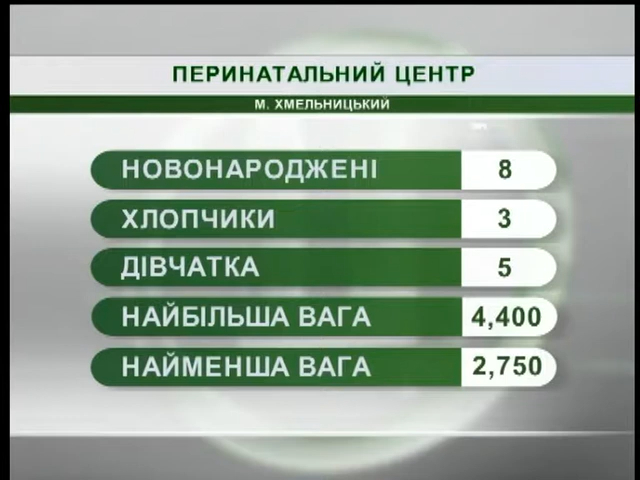 ПЕРИНАТАЛЬНИЙ ЦЕНТР
М. ХМЕЛЬНИЦЬКИЙ
НОВОНАРОДЖЕНІ 8
ХЛОПЧИКИ 3
ДІВЧАТКА 5
НАЙБІЛЬША ВАГА 4,400
НАЙМЕНША ВАГА 2,750